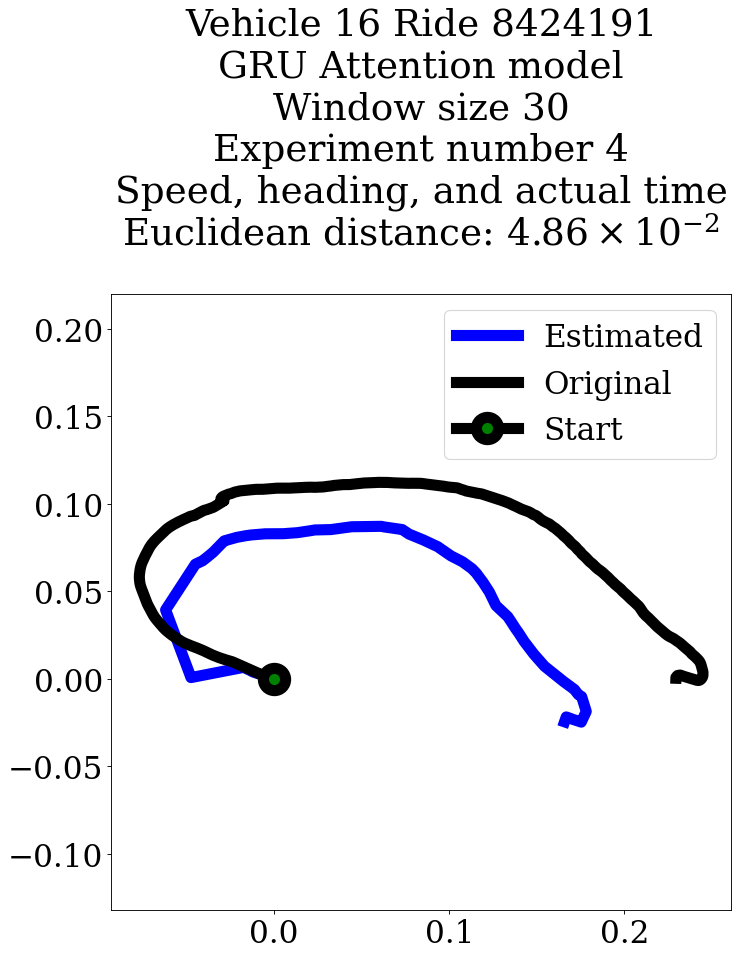 Vehicle 16 Ride 8424191
GRU Attention model
Window size 30
Experiment number 4
Speed, heading, and actual time
Euclidean distance: 4.86 × 10⁻²
Estimated
Original
Start
0.20
0.15
0.10
0.05
0.00
−0.05
−0.10
0.0 0.1 0.2